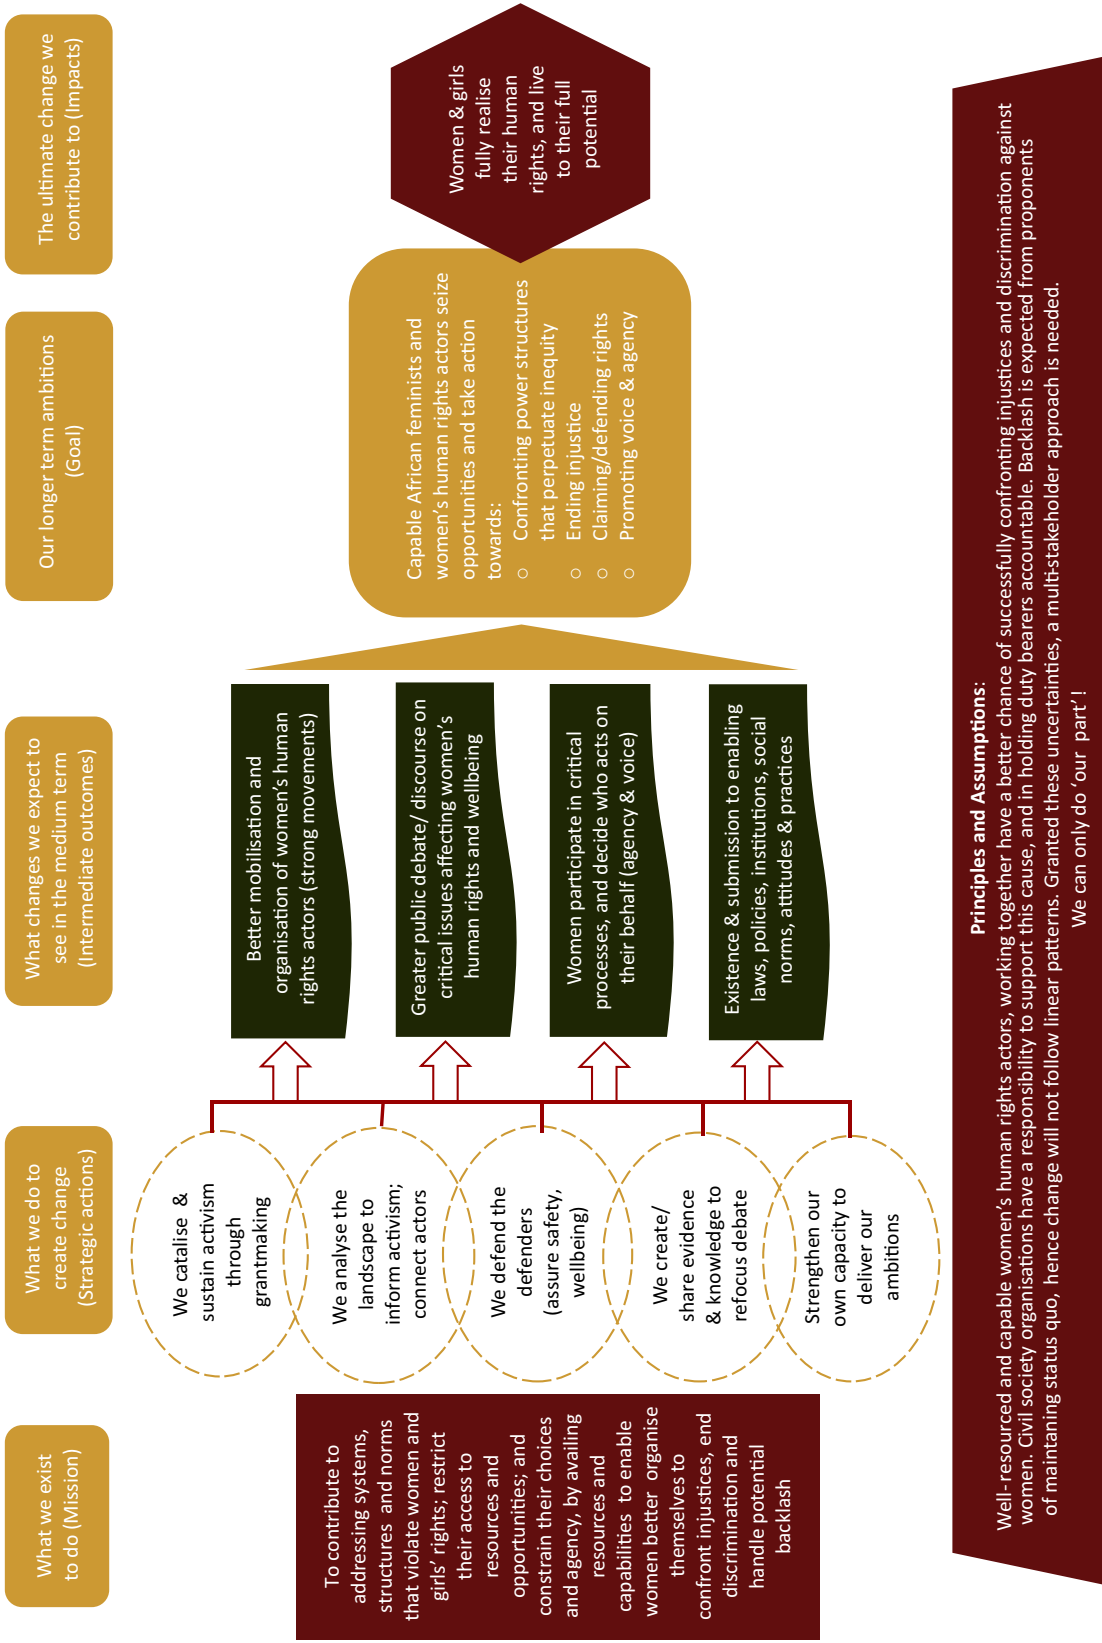 What we exist
to do (Mission)
What we do to
create change
(Strategic actions)
What changes we expect to
see in the medium term
(Intermediate outcomes)
Our longer term ambitions
(Goal)
The ultimate change we
contribute to (Impacts)
To contribute to
addressing systems,
structures and norms
that violate women and
girls’ rights; restrict
their access to
resources and
opportunities; and
constrain their choices
and agency, by availing
resources and
capabilities to enable
women better organise
themselves to
confront injustices, end
discrimination and
handle potential
backlash
We catalise &
sustain activism
through
grantmaking
We analyse the
landscape to
inform activism;
connect actors
We defend the
defenders
(assure safety,
wellbeing)
We create/
share evidence
& knowledge to
refocus debate
Strengthen our
own capacity to
deliver our
ambitions
Better mobilisation and
organisation of women’s human
rights actors (strong movements)
Greater public debate/ discourse on
critical issues affecting women’s
human rights and wellbeing
Women participate in critical
processes, and decide who acts on
their behalf (agency & voice)
Existence & submission to enabling
laws, policies, institutions, social
norms, attitudes & practices
Capable African feminists and
women’s human rights actors seize
opportunities and take action
towards:
○ Confronting power structures
that perpetuate inequity
○ Ending injustice
○ Claiming/defending rights
○ Promoting voice & agency
Women & girls
fully realise
their human
rights, and live
to their full
potential
Principles and Assumptions:
Well-resourced and capable women’s human rights actors, working together have a better chance of successfully confronting injustices and discrimination against
women. Civil society organisations have a responsibility to support this cause, and in holding duty bearers accountable. Backlash is expected from proponents
of maintaning status quo, hence change will not follow linear patterns. Granted these uncertainties, a multi-stakeholder approach is needed.
We can only do ‘our part’!